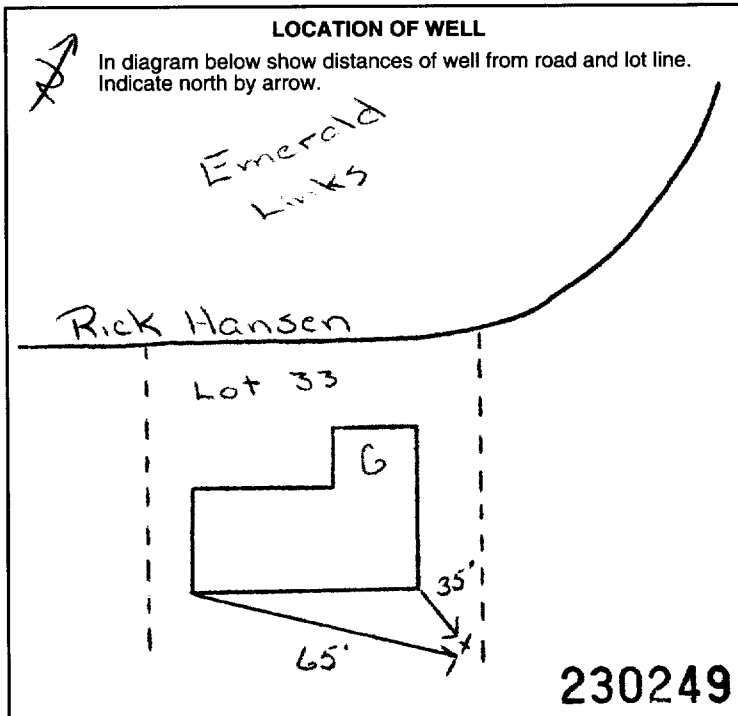 LOCATION OF WELL
In diagram below show distances of well from road and lot line.
Indicate north by arrow.
N
Emerald
Links
Rick Hansen
Lot 33
G
35'
65'
x
230249